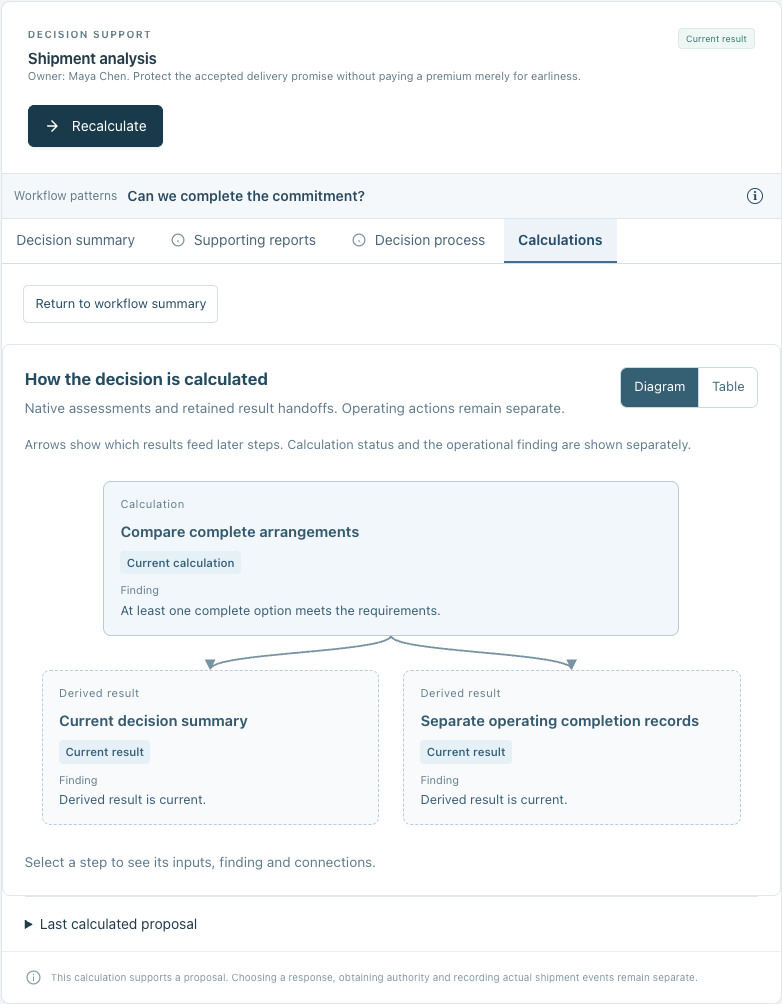 DECISION SUPPORT
Current result
Shipment analysis
Owner: Maya Chen. Protect the accepted delivery promise without paying a premium merely for earliness.
Recalculate
Workflow patterns Can we complete the commitment?
Decision summary Supporting reports Decision process Calculations
Return to workflow summary
How the decision is calculated
Diagram Table
Native assessments and retained result handoffs. Operating actions remain separate.
Arrows show which results feed later steps. Calculation status and the operational finding are shown separately.
Calculation
Compare complete arrangements
Current calculation
Finding
At least one complete option meets the requirements.
Derived result
Current decision summary
Current result
Finding
Derived result is current.
Derived result
Separate operating completion records
Current result
Finding
Derived result is current.
Select a step to see its inputs, finding and connections.
Last calculated proposal
This calculation supports a proposal. Choosing a response, obtaining authority and recording actual shipment events remain separate.